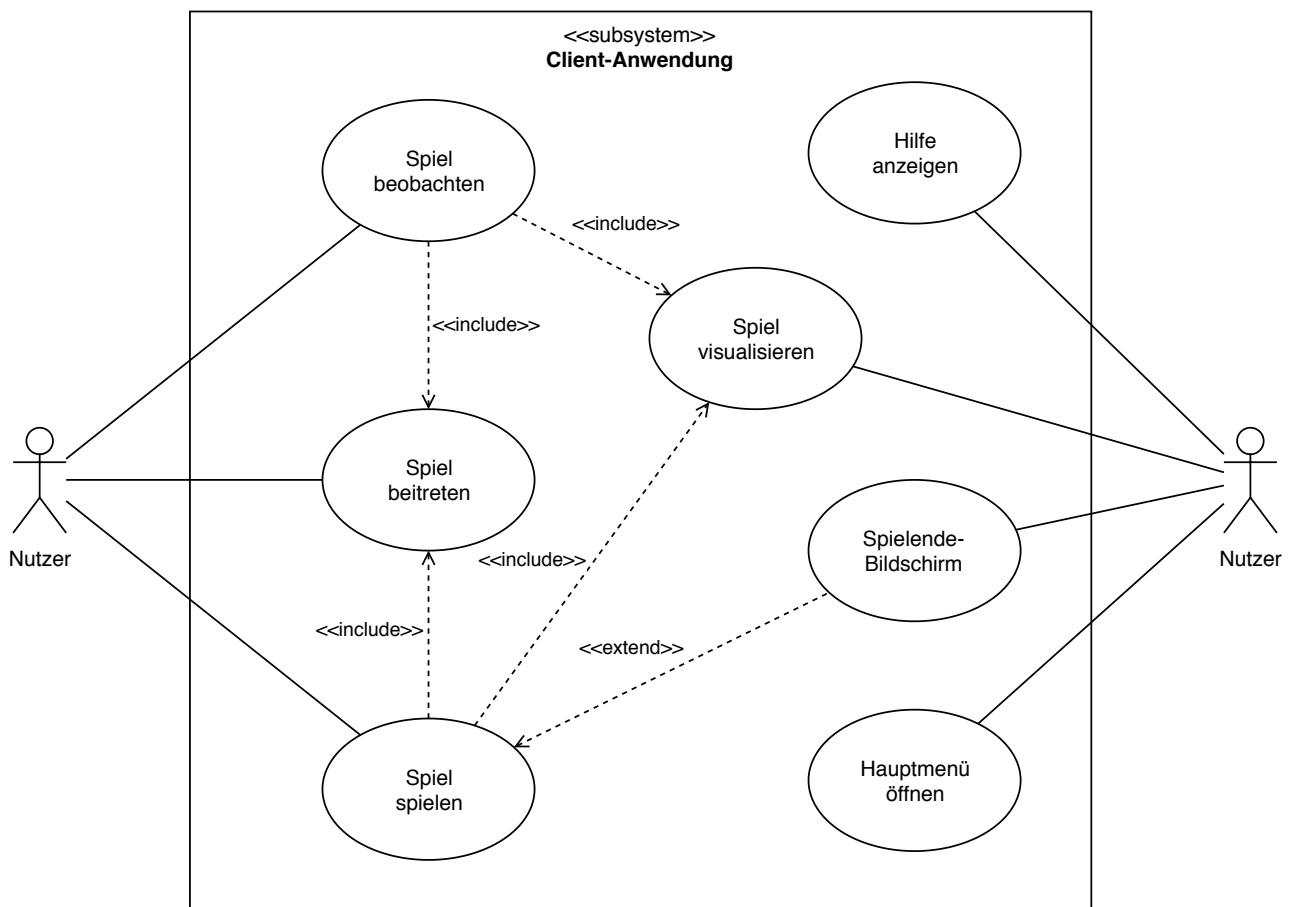 <<subsystem>>
Client-Anwendung
Spiel
beobachten
Hilfe
anzeigen
<<include>>
<<include>>
Spiel
visualisieren
Nutzer
Spiel
beitreten
Spielende-
Bildschirm
Nutzer
<<include>>
<<include>>
<<extend>>
Spiel
spielen
Hauptmenü
öffnen